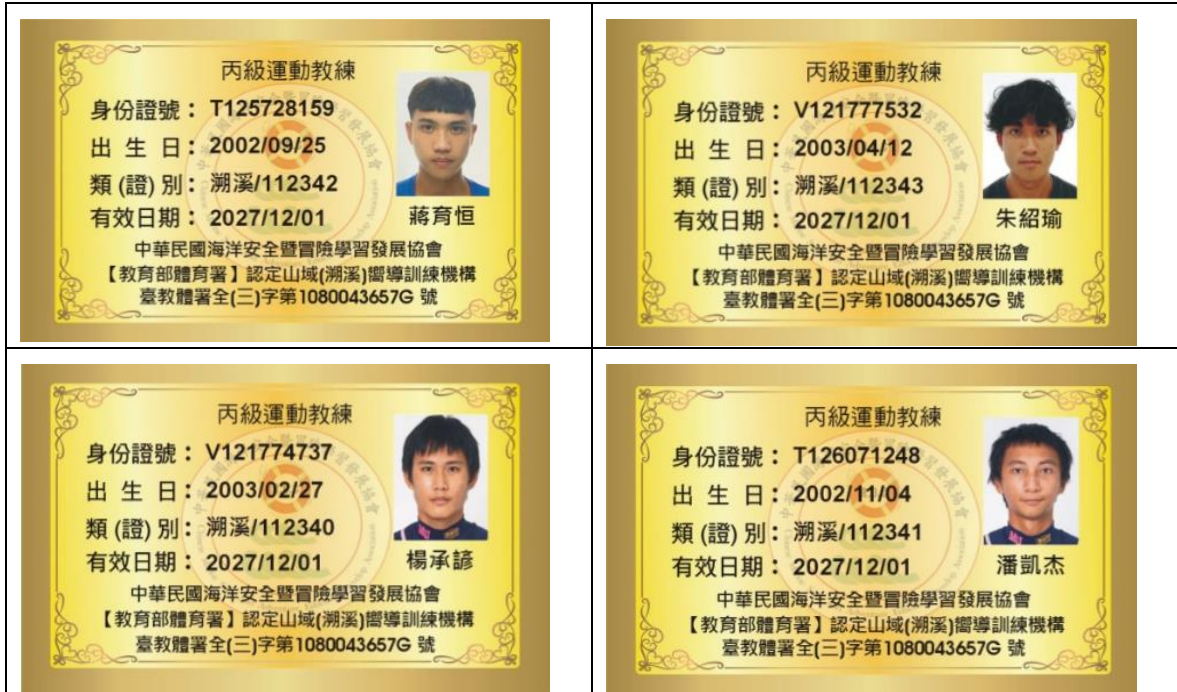 丙級運動教練
身份證號：T125728159
出 生 日：2002/09/25
類(證)別：溯溪/112342
有效日期：2027/12/01
蔣育恒
中華民國海洋安全暨冒險學習發展協會
【教育部體育署】認定山域(溯溪)嚮導訓練機構
臺教體署全(三)字第1080043657G 號
丙級運動教練
身份證號：V121777532
出 生 日：2003/04/12
類(證)別：溯溪/112343
有效日期：2027/12/01
朱紹瑜
中華民國海洋安全暨冒險學習發展協會
【教育部體育署】認定山域(溯溪)嚮導訓練機構
臺教體署全(三)字第1080043657G 號
丙級運動教練
身份證號：V121774737
出 生 日：2003/02/27
類(證)別：溯溪/112340
有效日期：2027/12/01
楊承諺
中華民國海洋安全暨冒險學習發展協會
【教育部體育署】認定山域(溯溪)嚮導訓練機構
臺教體署全(三)字第1080043657G 號
丙級運動教練
身份證號：T126071248
出 生 日：2002/11/04
類(證)別：溯溪/112341
有效日期：2027/12/01
潘凱杰
中華民國海洋安全暨冒險學習發展協會
【教育部體育署】認定山域(溯溪)嚮導訓練機構
臺教體署全(三)字第1080043657G 號